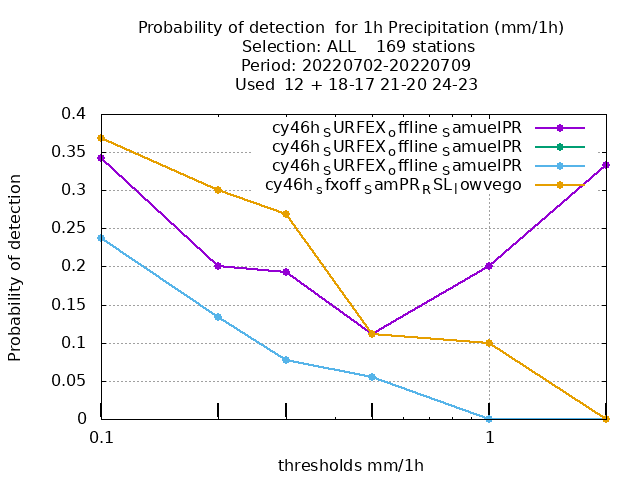 Probability of detection  for 1h Precipitation (mm/1h)
Selection: ALL    169 stations
Period: 20220702-20220709
Used  12 + 18-17 21-20 24-23
cy46h_SURFEX_offline_SamuelPR
cy46h_SURFEX_offline_SamuelPR
cy46h_SURFEX_offline_SamuelPR
cy46h_sfxoff_SamPR_RSL_lowvego
Probability of detection
0.4
0.35
0.3
0.25
0.2
0.15
0.1
0.05
0
0.1 1
thresholds mm/1h